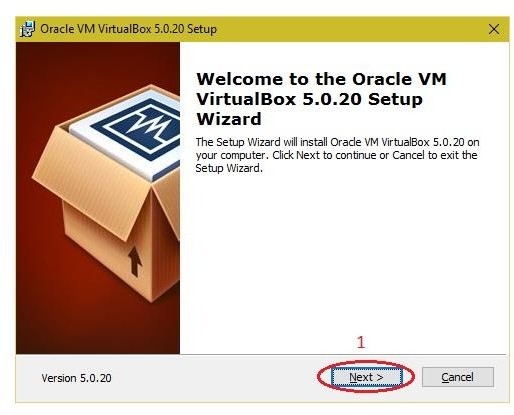 Oracle VM VirtualBox 5.0.20 Setup
Welcome to the Oracle VM
VirtualBox 5.0.20 Setup
Wizard
The Setup Wizard will install Oracle VM VirtualBox 5.0.20 on
your computer. Click Next to continue or Cancel to exit the
Setup Wizard.
1
Version 5.0.20
Next >
Cancel